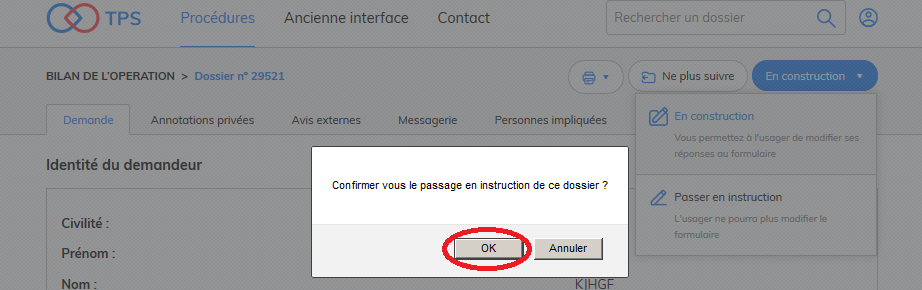 TPS Procédures Ancienne interface Contact Rechercher un dossier
BILAN DE L'OPERATION > Dossier n° 29521 Ne plus suivre En construction
Demande Annotations privées Avis externes Messagerie Personnes impliquées
En construction
Vous permettez à l'usager de modifier ses
réponses au formulaire
Passer en instruction
L'usager ne pourra plus modifier le
formulaire
Identité du demandeur
Confirmer vous le passage en instruction de ce dossier ?
OK Annuler
Civilité :
Prénom :
Nom : KJHGF